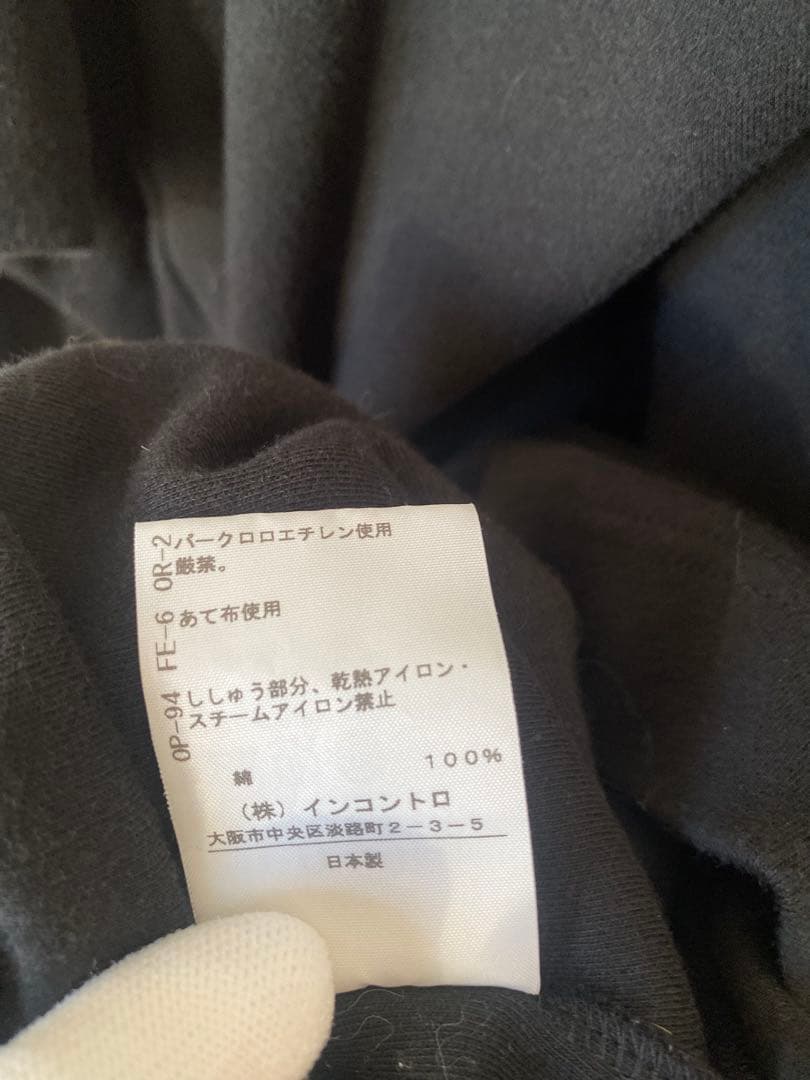 OR-2
パークロロエチレン使用
厳禁。
FE-6
あて布使用
OP-94
ししゅう部分、乾熱アイロン・
スチームアイロン禁止
綿 100%
(株)インコントロ
大阪市中央区淡路町2-3-5
日本製